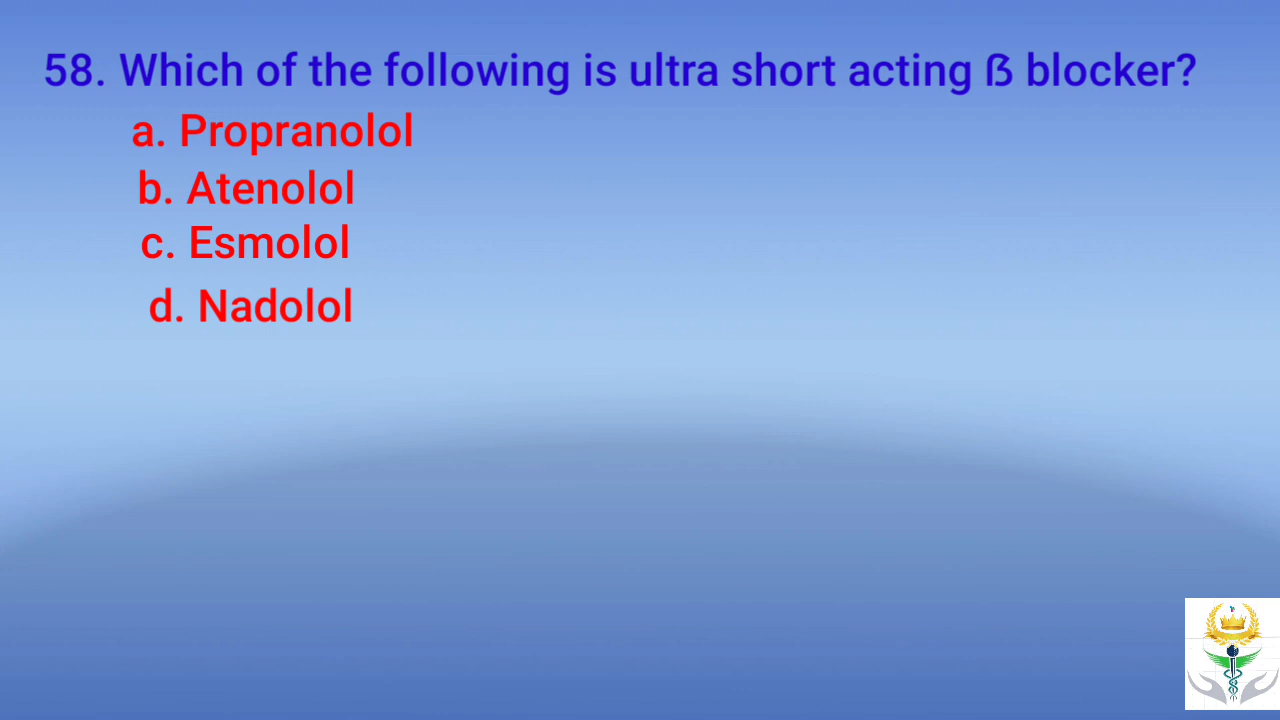 58. Which of the following is ultra short acting ß blocker?
a. Propranolol
b. Atenolol
c. Esmolol
d. Nadolol